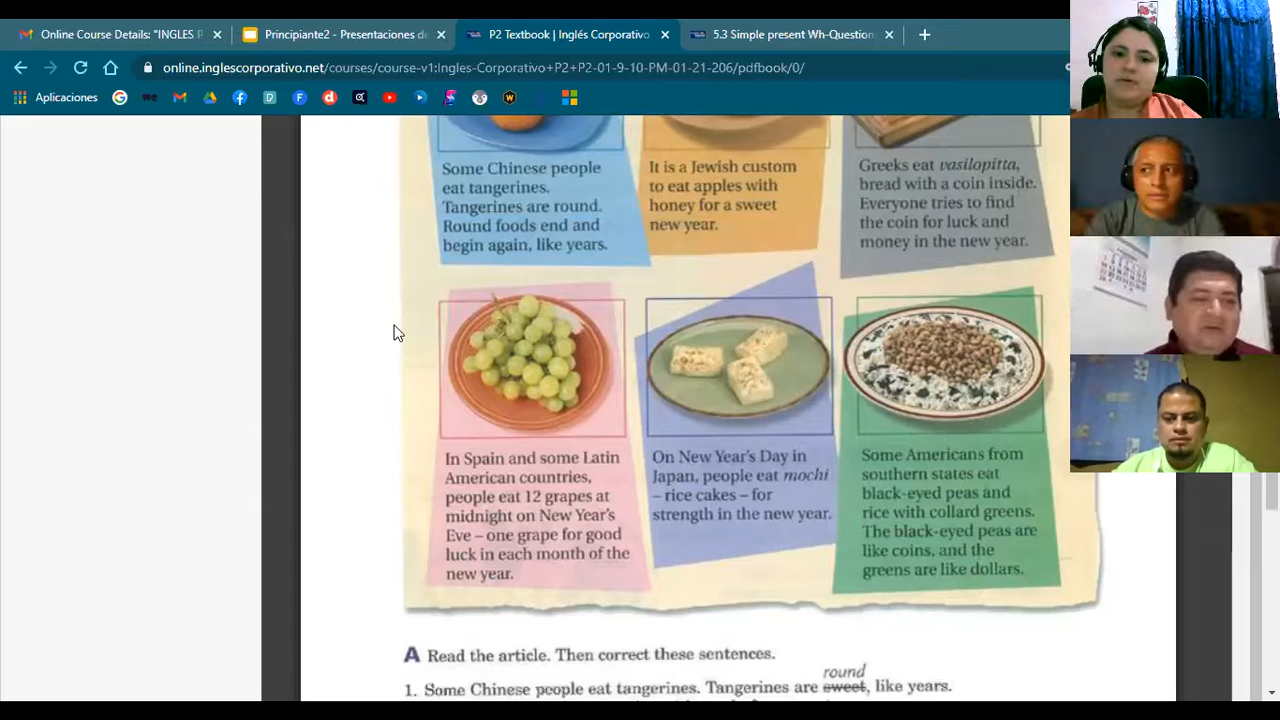 Online Course Details: "INGLES P
Principiante2 - Presentaciones de
P2 Textbook | Inglés Corporativo
5.3 Simple present Wh-Question
online.inglescorporativo.net/courses/course-v1:Ingles-Corporativo+P2+P2-01-9-10-PM-01-21-206/pdfbook/0/
Aplicaciones
Some Chinese people
eat tangerines.
Tangerines are round.
Round foods end and
begin again, like years.
It is a Jewish custom
to eat apples with
honey for a sweet
new year.
Greeks eat vasilopitta,
bread with a coin inside.
Everyone tries to find
the coin for luck and
money in the new year.
In Spain and some Latin
American countries,
people eat 12 grapes at
midnight on New Year's
Eve – one grape for good
luck in each month of the
new year.
On New Year's Day in
Japan, people eat mochi
– rice cakes – for
strength in the new year.
Some Americans from
southern states eat
black-eyed peas and
rice with collard greens.
The black-eyed peas are
like coins, and the
greens are like dollars.
A Read the article. Then correct these sentences.
round
1. Some Chinese people eat tangerines. Tangerines are sweet, like years.